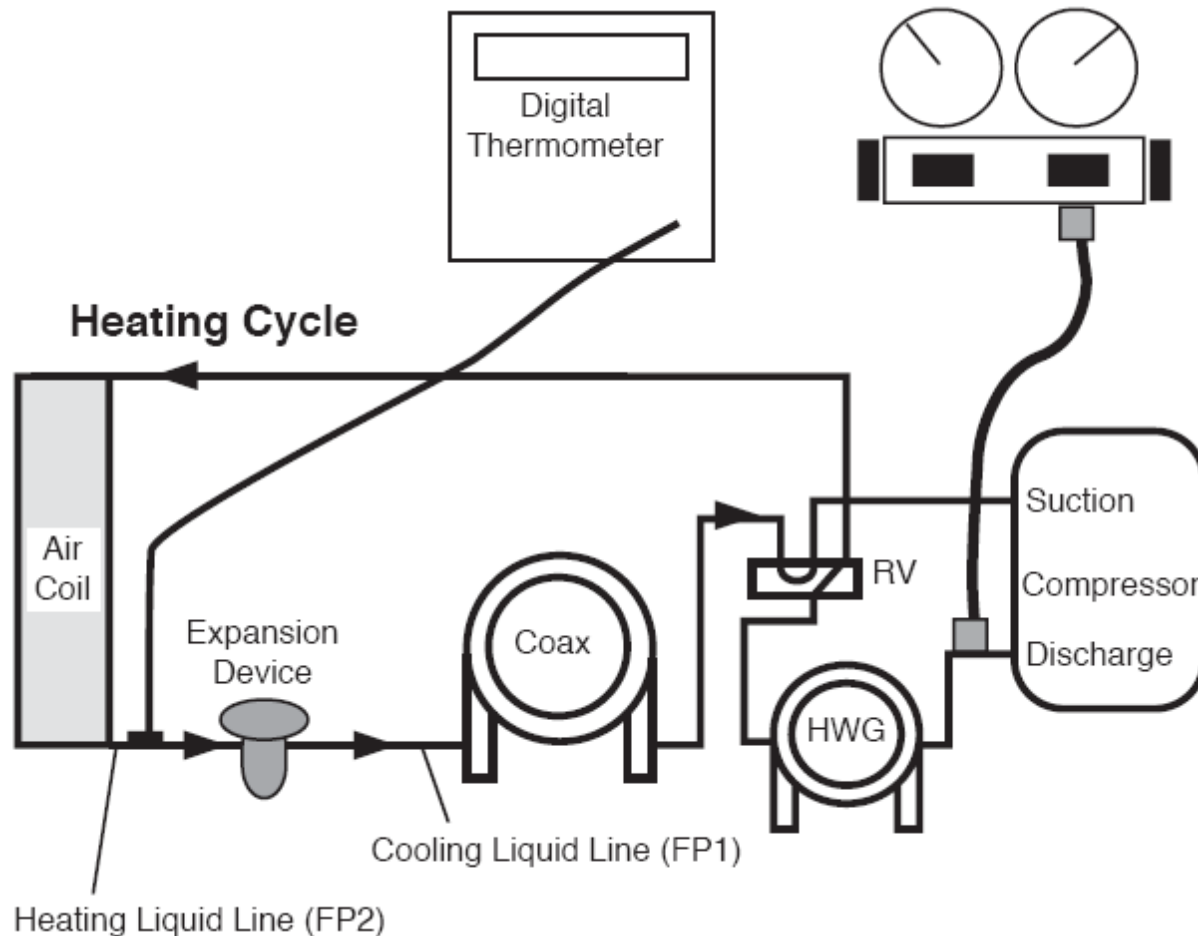 Digital
Thermometer
Heating Cycle
Air
Coil
Expansion
Device
Coax
RV
Suction
Compressor
Discharge
HWG
Cooling Liquid Line (FP1)
Heating Liquid Line (FP2)